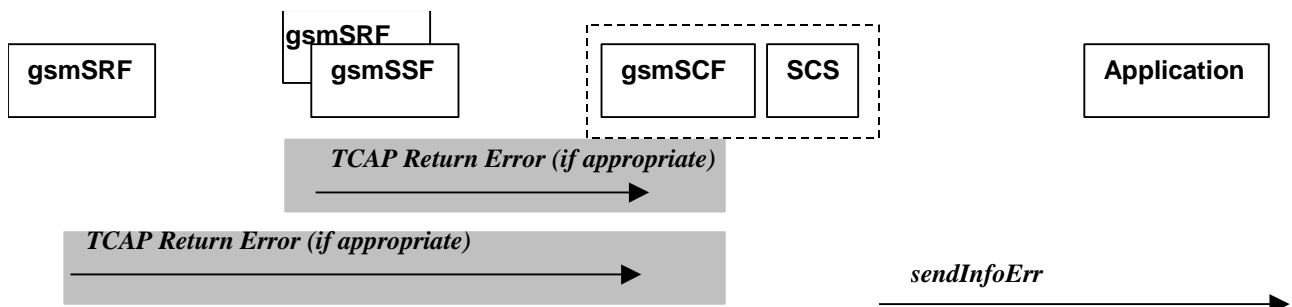 gsmSRF
gsmSRF
gsmSSF
gsmSCF
SCS
Application
TCAP Return Error (if appropriate)
TCAP Return Error (if appropriate)
sendInfoErr